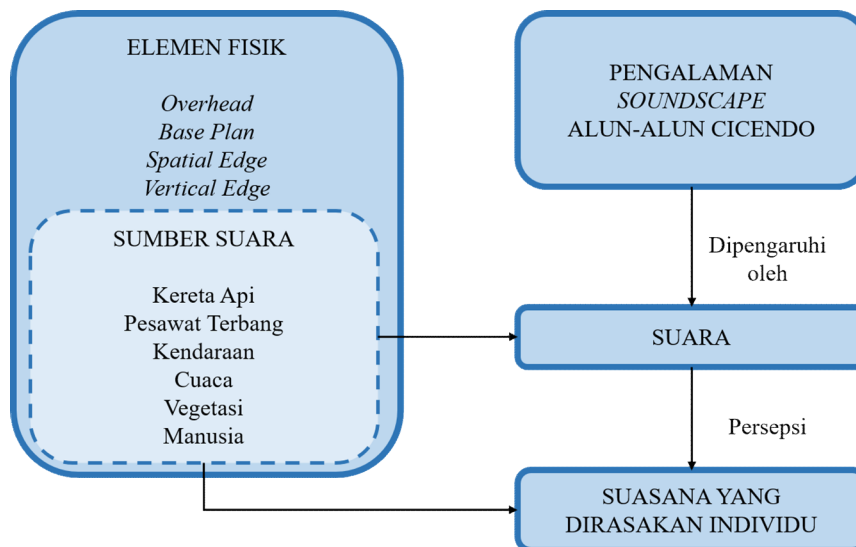 ELEMEN FISIK
Overhead
Base Plan
Spatial Edge
Vertical Edge
SUMBER SUARA
Kereta Api
Pesawat Terbang
Kendaraan
Cuaca
Vegetasi
Manusia
PENGALAMAN
SOUNDSCAPE
ALUN-ALUN CICENDO
Dipengaruhi
oleh
SUARA
Persepsi
SUASANA YANG
DIRASAKAN INDIVIDU